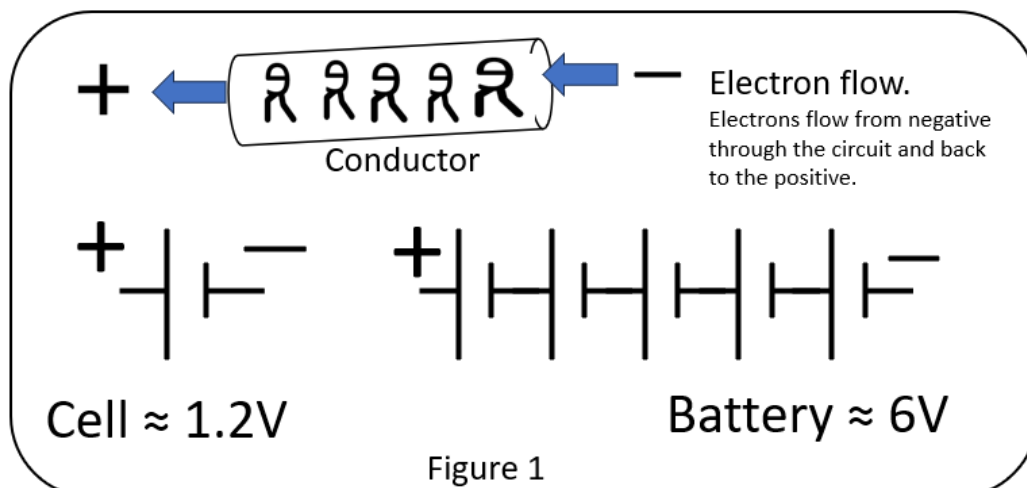 + − Electron flow.
Electrons flow from negative
through the circuit and back
to the positive.
Conductor
+ − + −
Cell ≈ 1.2V
Battery ≈ 6V
Figure 1